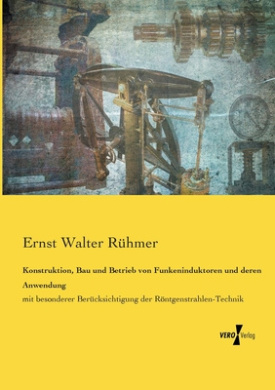 Ernst Walter Rühmer
Konstruktion, Bau und Betrieb von Funkeninduktoren und deren
Anwendung
mit besonderer Berücksichtigung der Röntgenstrahlen-Technik
VERO Verlag